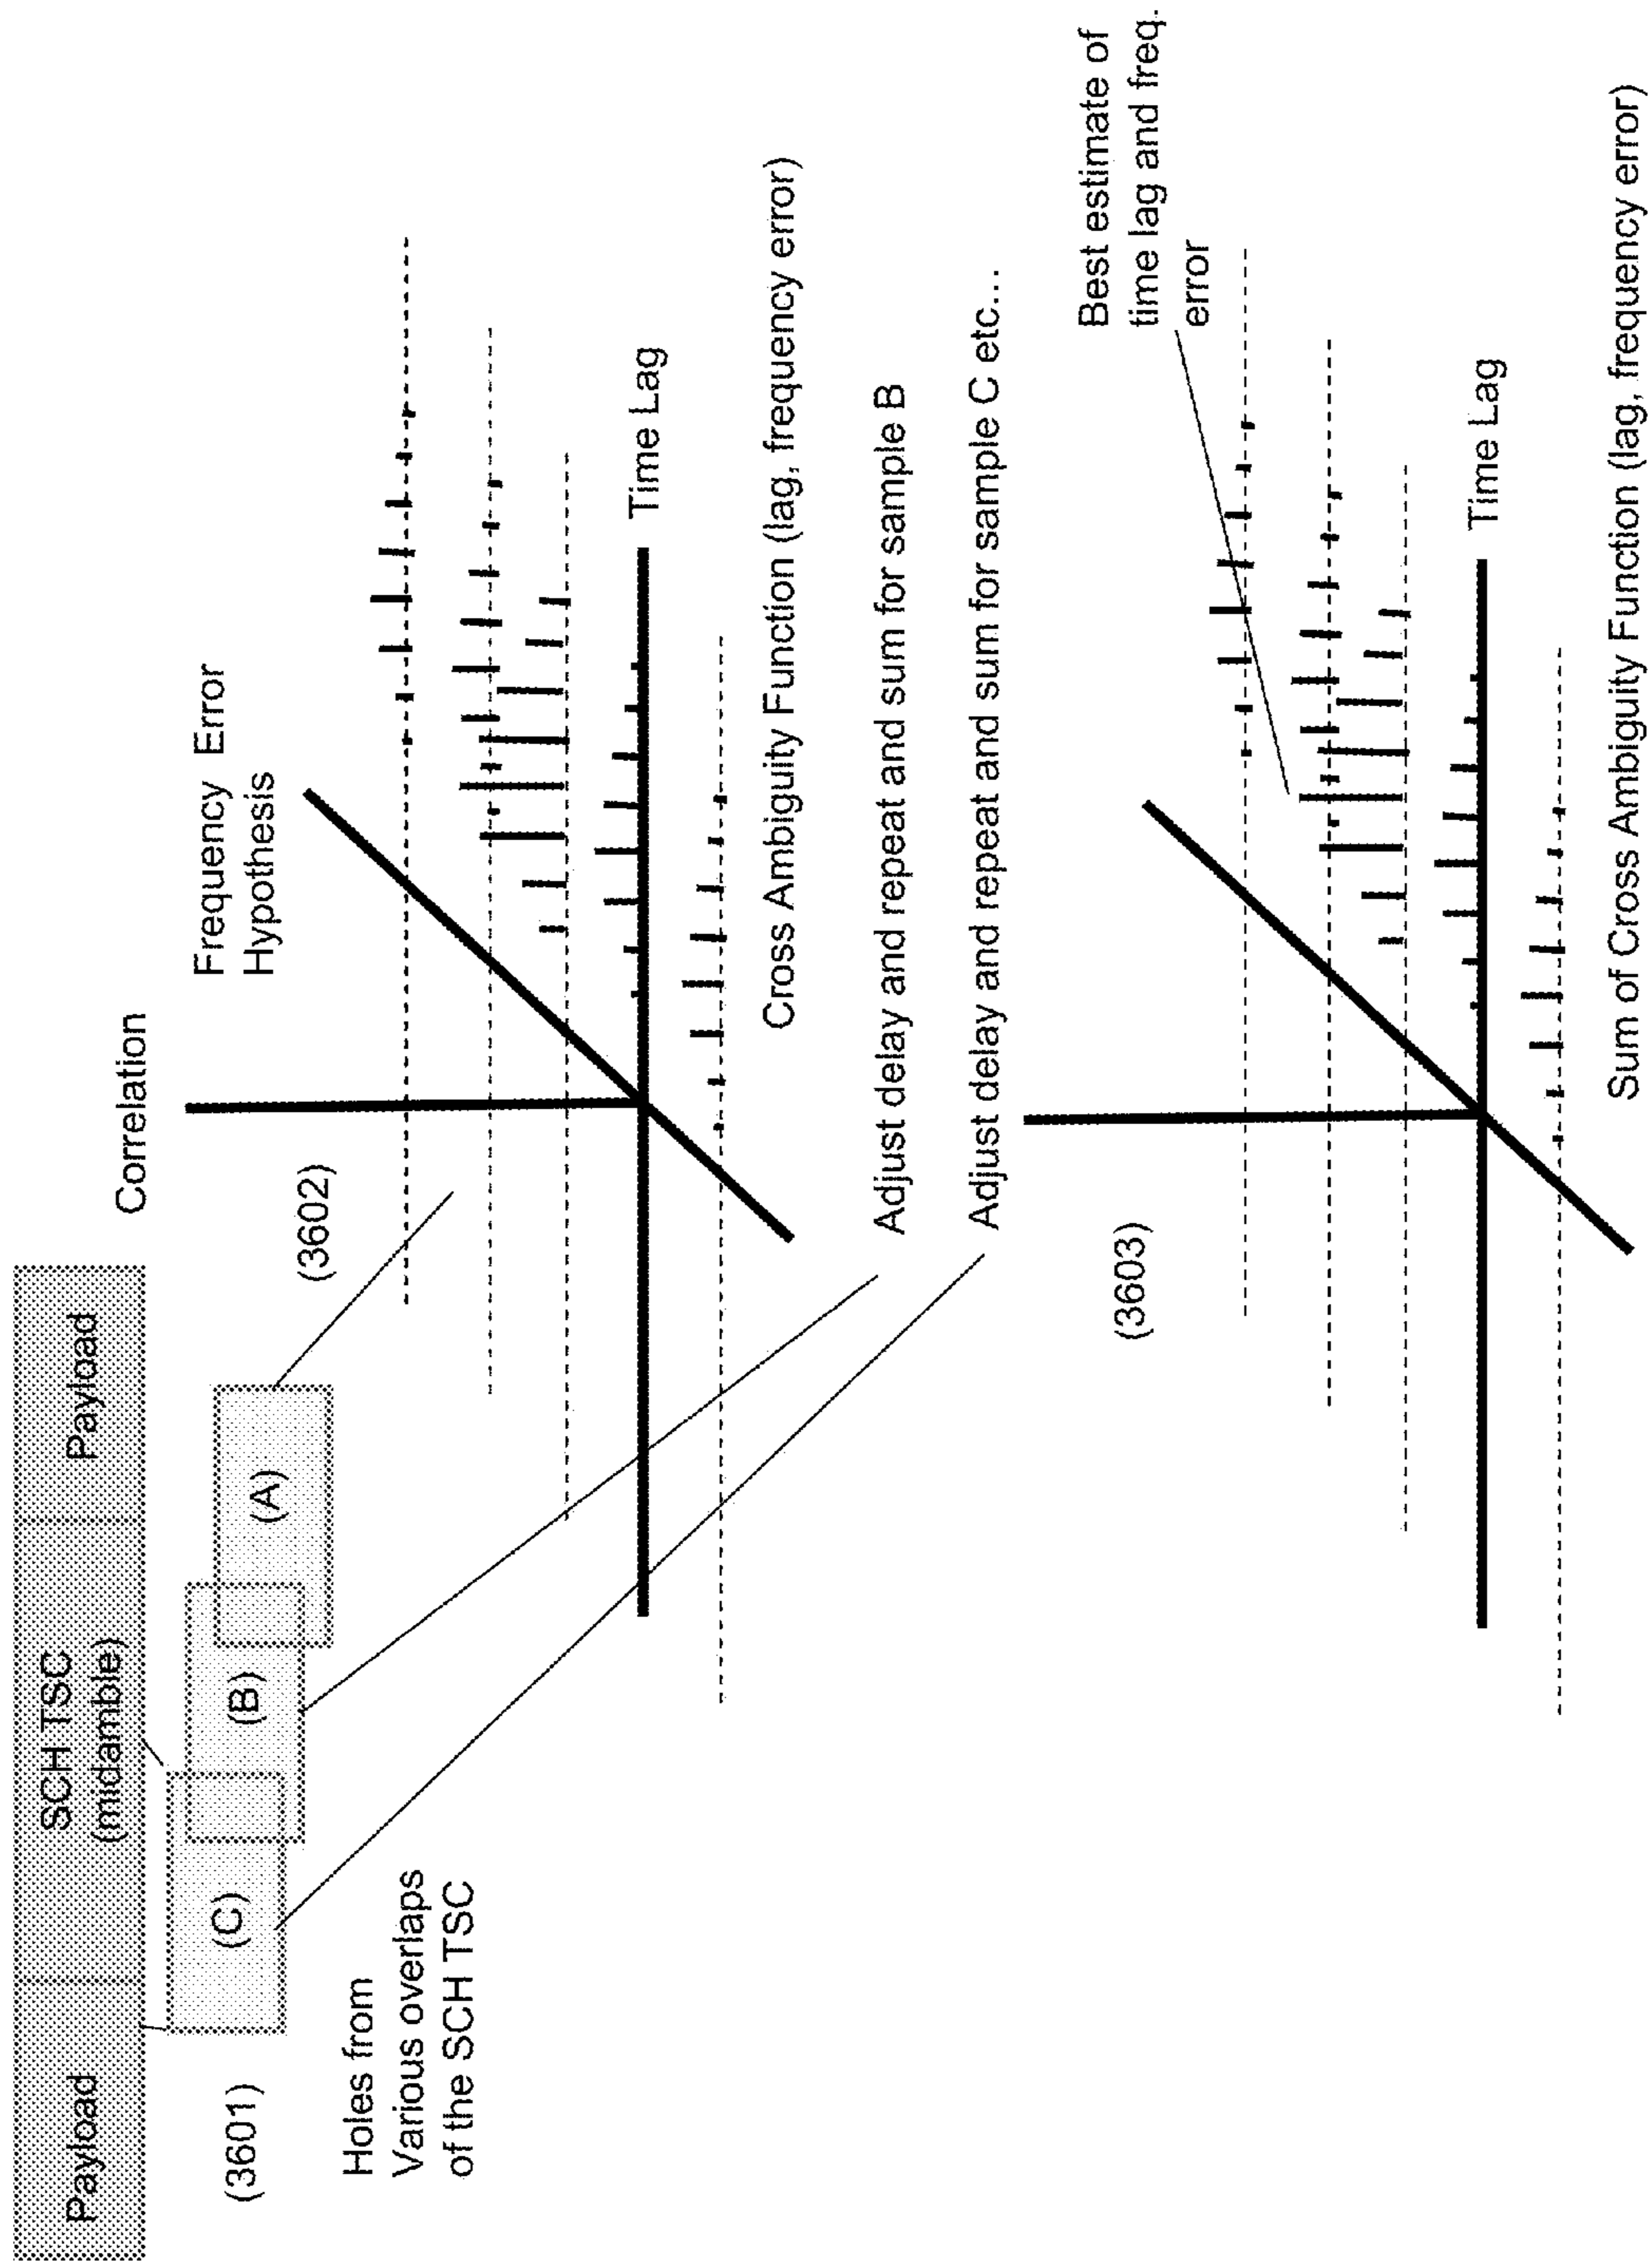 Payload
SCH TSC
(midamble)
Payload
(C)
(B)
(A)
(3601)
Holes from
Various overlaps
of the SCH TSC
(3602)
Correlation
Frequency Error
Hypothesis
Time Lag
Cross Ambiguity Function (lag, frequency error)
Adjust delay and repeat and sum for sample B
Adjust delay and repeat and sum for sample C etc...
(3603)
Best estimate of
time lag and freq.
error
Time Lag
Sum of Cross Ambiguity Function (lag, frequency error)